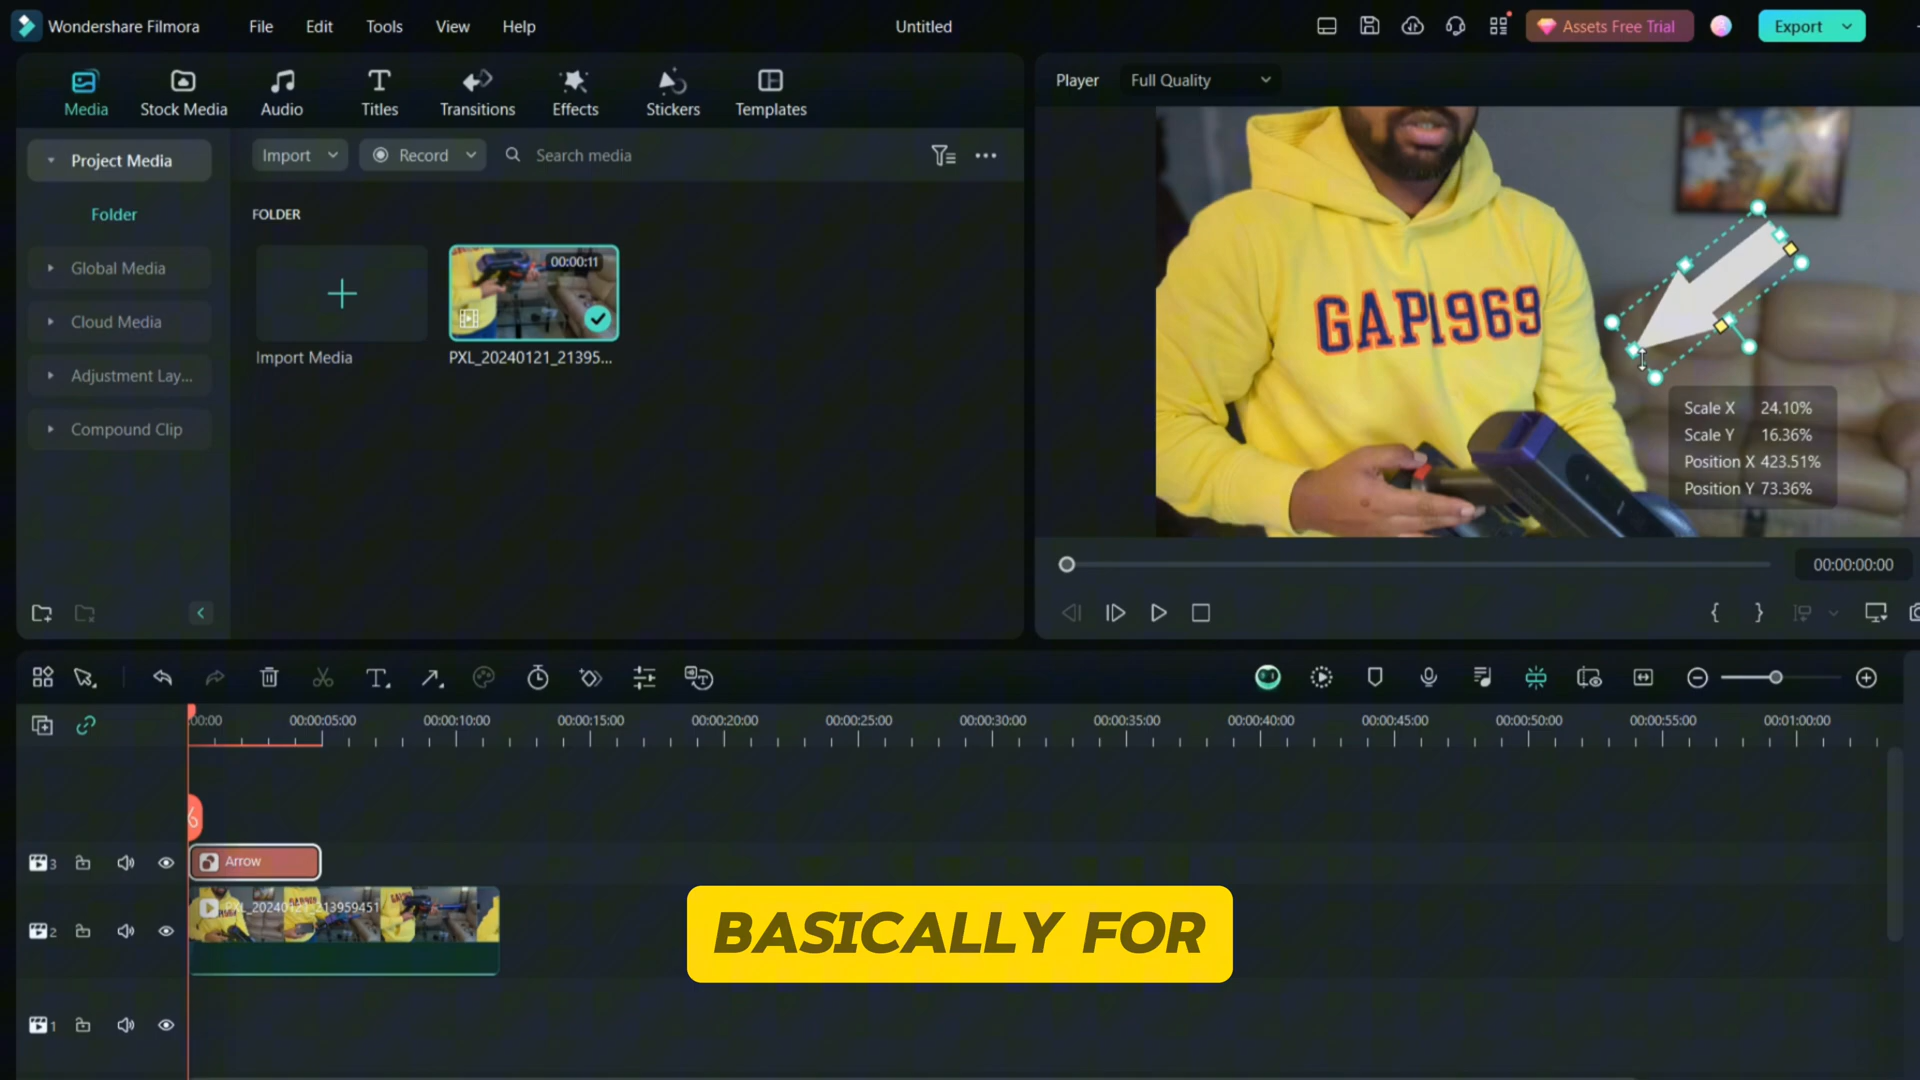 Wondershare Filmora
File
Edit
Tools
View
Help
Untitled
Assets Free Trial
Export
Media
Stock Media
Audio
Titles
Transitions
Effects
Stickers
Templates
Player
Full Quality
Project Media
Import
Record
Search media
Folder
FOLDER
Global Media
00:00:11
Cloud Media
Import Media
PXL_20240121_21395...
Adjustment Lay...
Compound Clip
GAP1969
Scale X 24.10%
Scale Y 16.36%
Position X 423.51%
Position Y 73.36%
00:00:00:00
00:00
00:00:05:00
00:00:10:00
00:00:15:00
00:00:20:00
00:00:25:00
00:00:30:00
00:00:35:00
00:00:40:00
00:00:45:00
00:00:50:00
00:00:55:00
00:01:00:00
3
Arrow
PXL_20240121_213959451
2
BASICALLY FOR
1